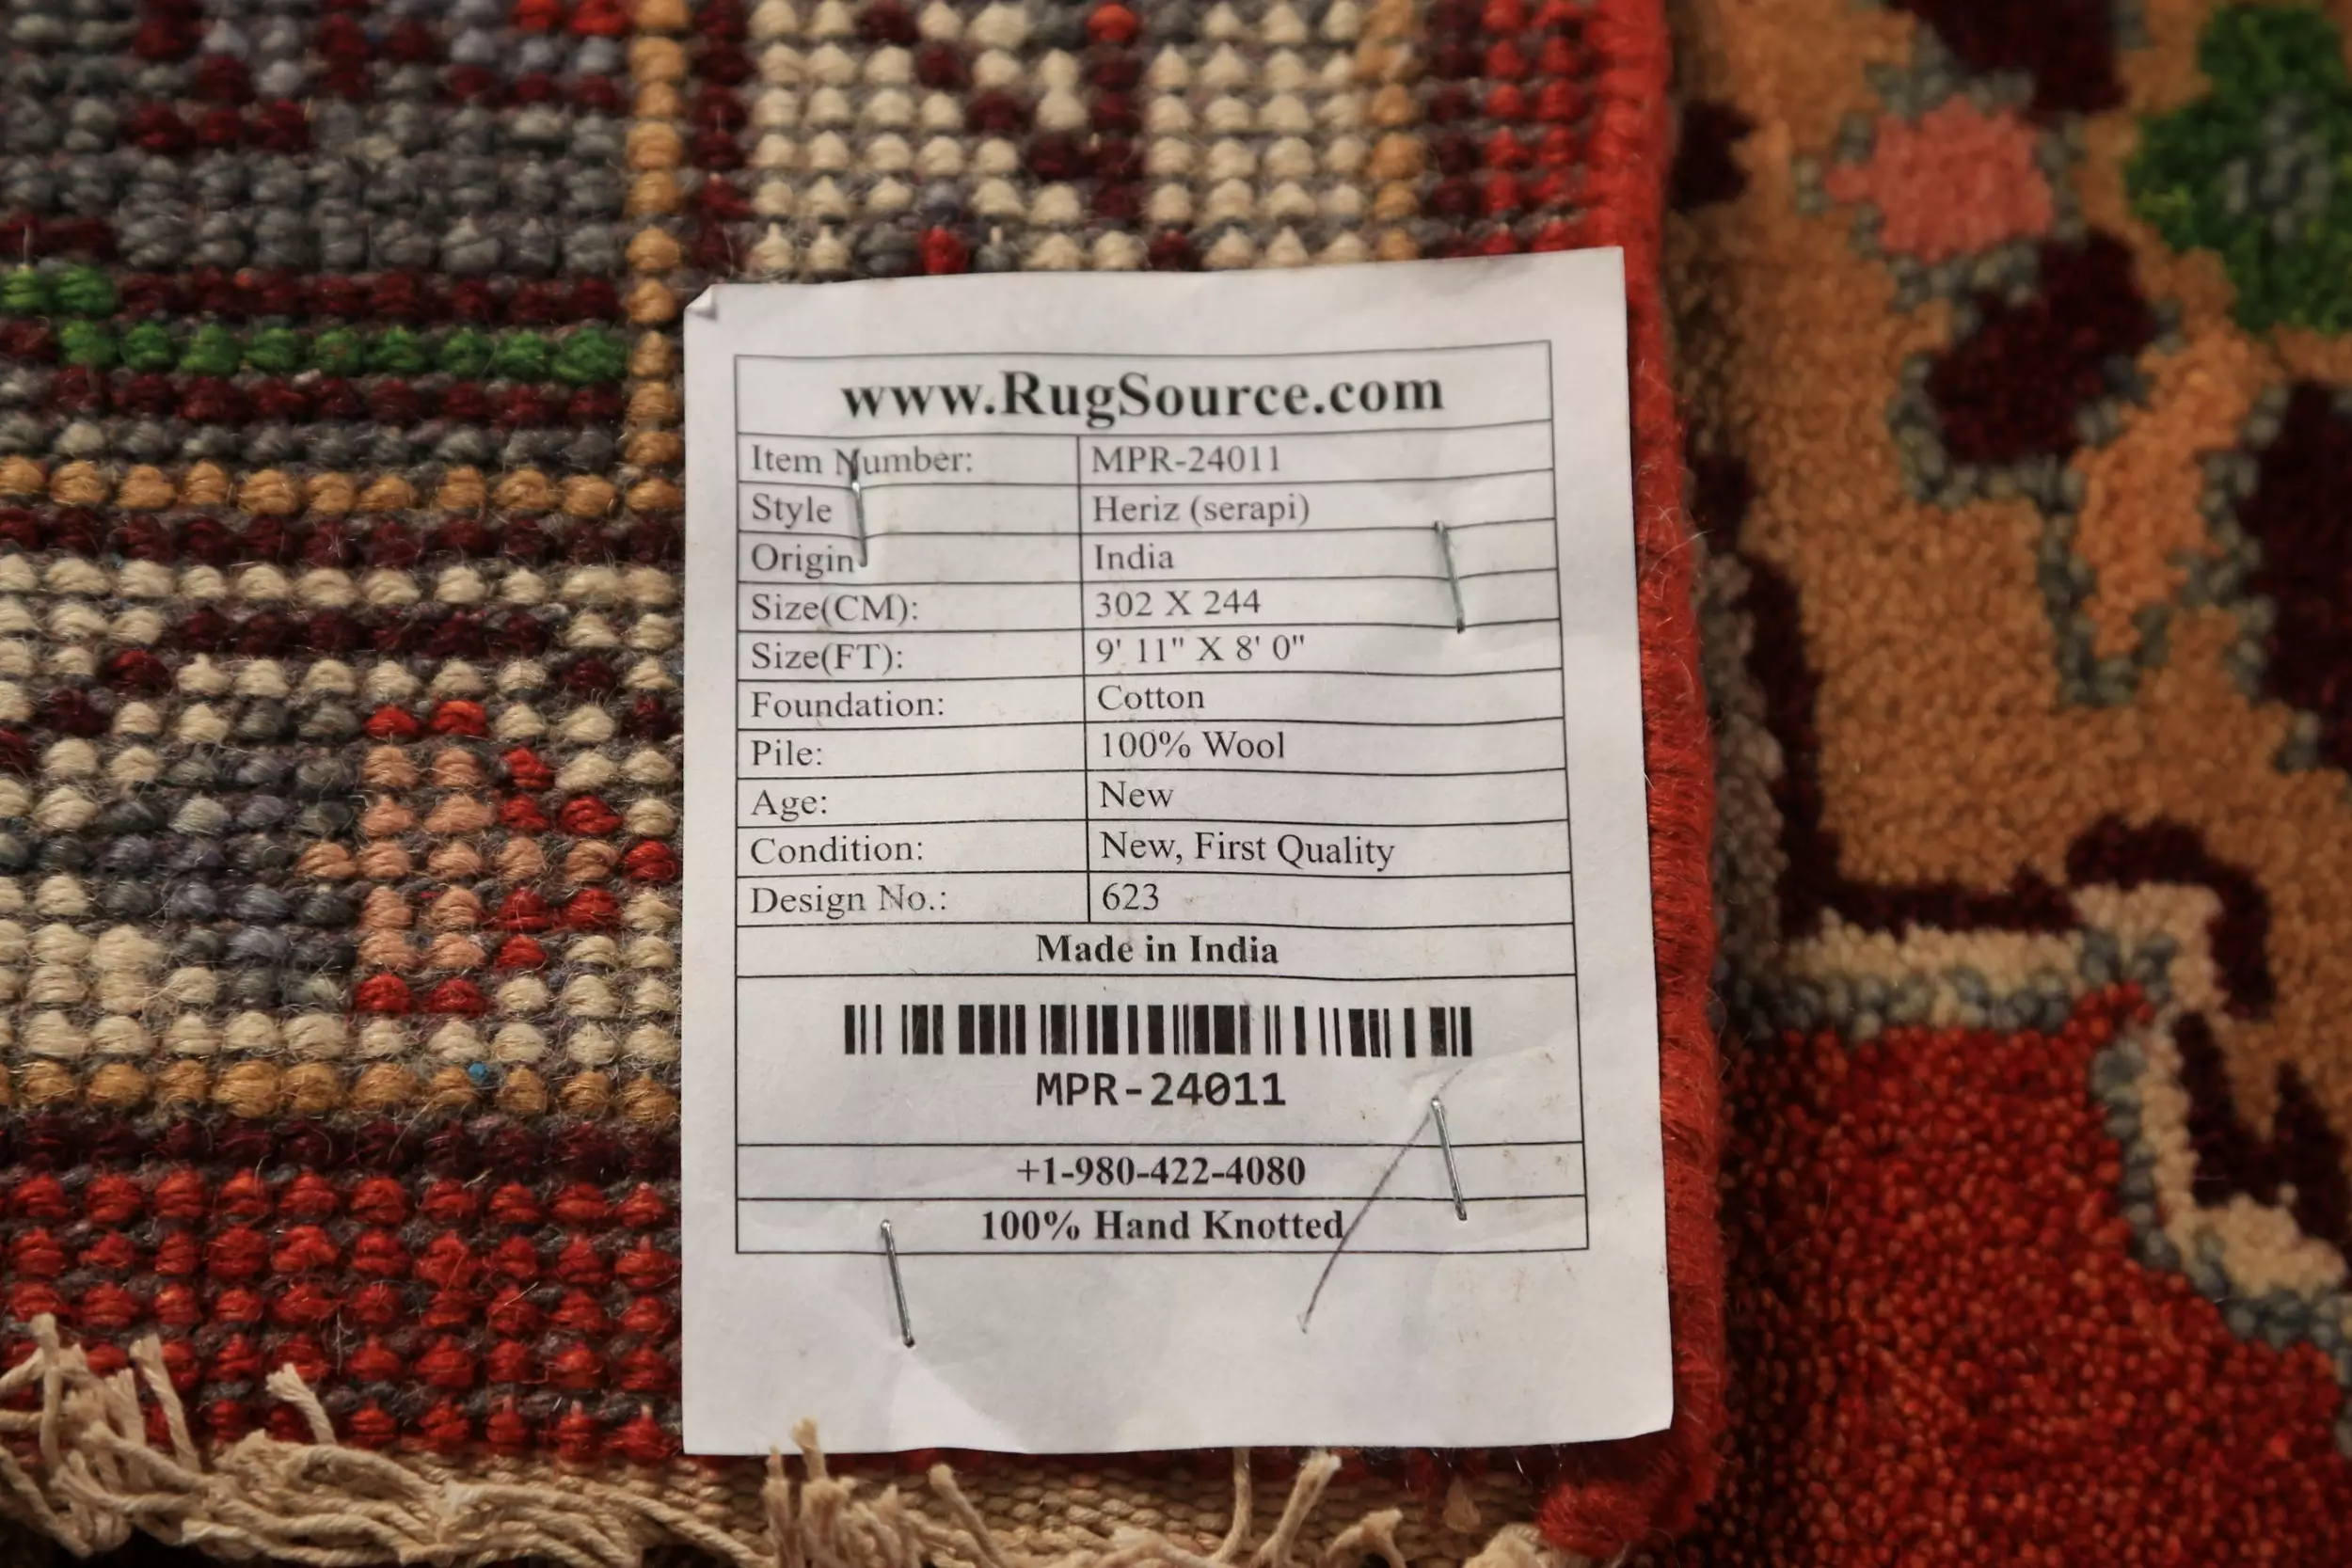 www.RugSource.com
Item Number: MPR-24011
Style Heriz (serapi)
Origin India
Size(CM): 302 X 244
Size(FT): 9' 11" X 8' 0"
Foundation: Cotton
Pile: 100% Wool
Age: New
Condition: New, First Quality
Design No.: 623
Made in India
MPR-24011
+1-980-422-4080
100% Hand Knotted